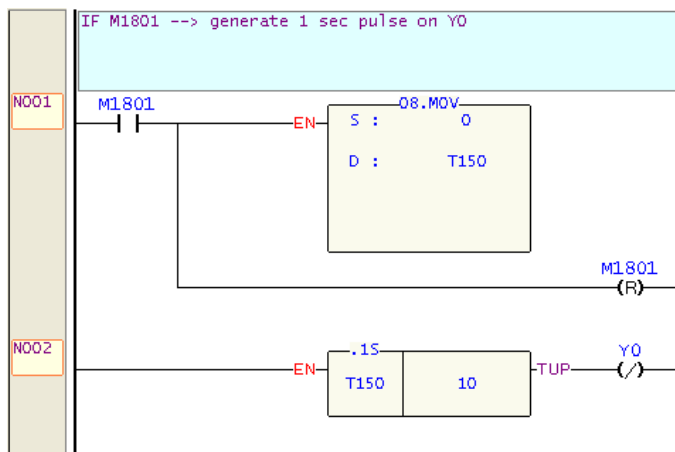 IF M1801 --> generate 1 sec pulse on Y0
N001
M1801
EN
08.MOV
S : 0
D : T150
M1801
(R)
N002
EN
.1S
T150 10
TUP
Y0
(/)